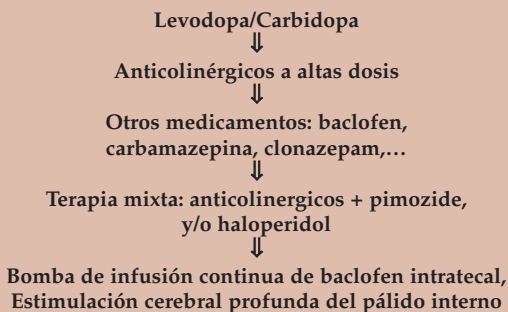 Levodopa/Carbidopa
⇓
Anticolinérgicos a altas dosis
⇓
Otros medicamentos: baclofen,
carbamazepina, clonazepam,…
⇓
Terapia mixta: anticolinergicos + pimozide,
y/o haloperidol
⇓
Bomba de infusión continua de baclofen intratecal,
Estimulación cerebral profunda del pálido interno